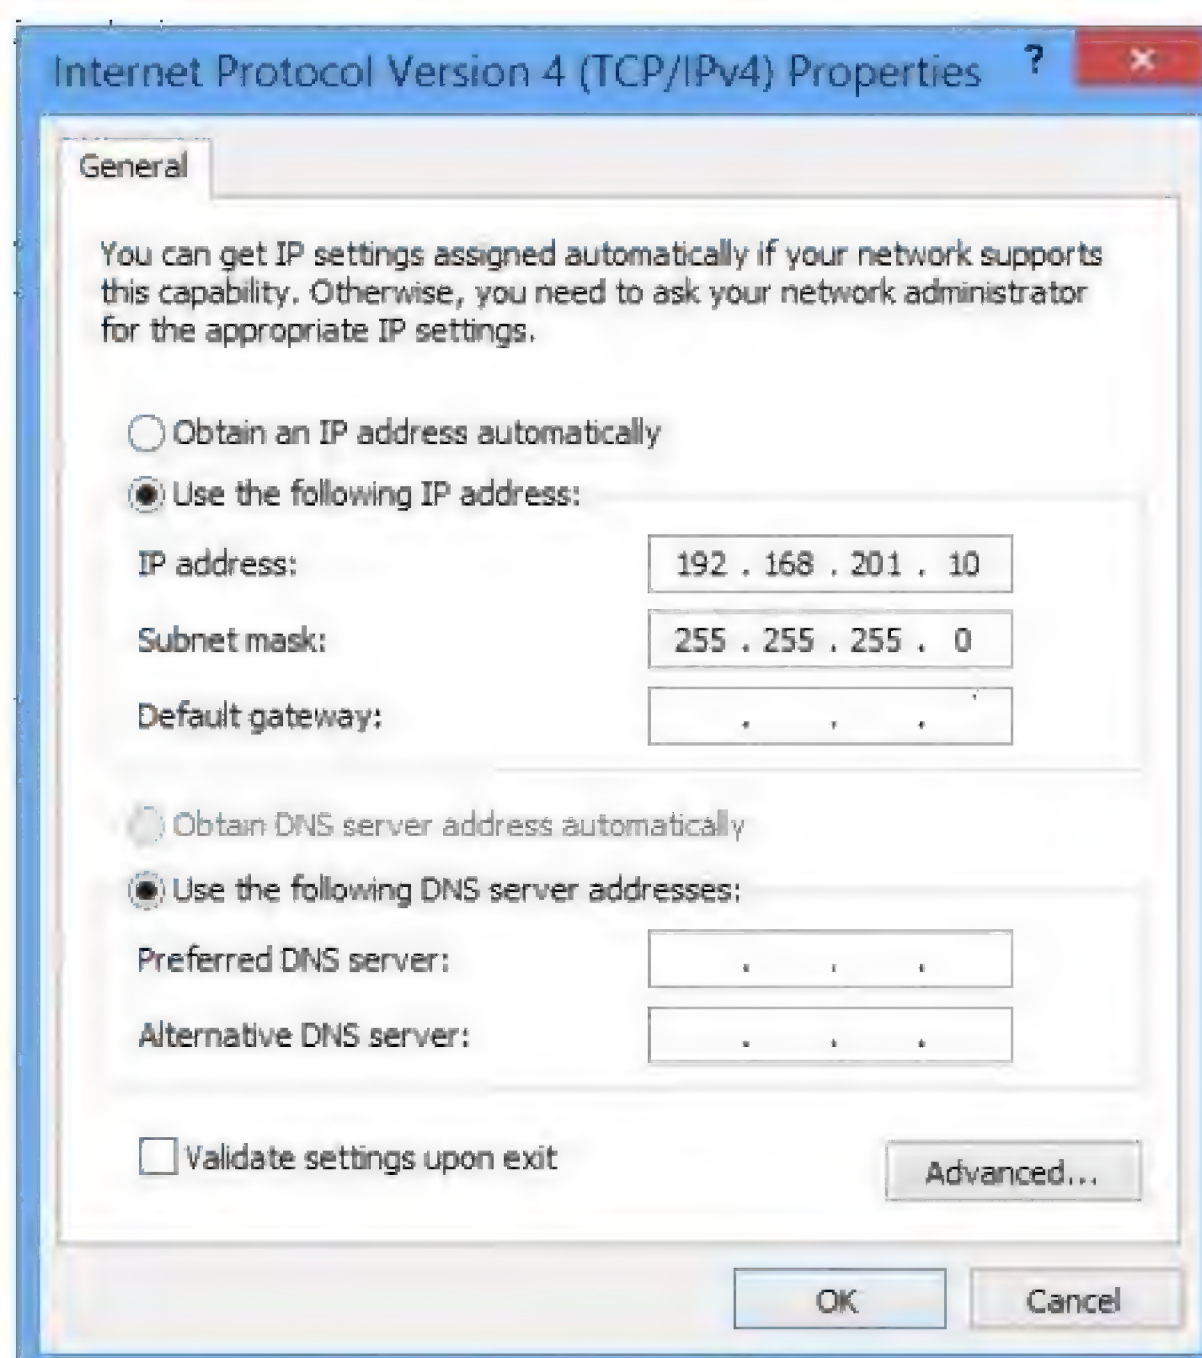 Internet Protocol Version 4 (TCP/IPv4) Properties
?
General
You can get IP settings assigned automatically if your network supports
this capability. Otherwise, you need to ask your network administrator
for the appropriate IP settings.
Obtain an IP address automatically
Use the following IP address:
IP address: 192 . 168 . 201 . 10
Subnet mask: 255 . 255 . 255 . 0
Default gateway: . . .
Obtain DNS server address automatically
Use the following DNS server addresses:
Preferred DNS server: . . .
Alternative DNS server: . . .
Validate settings upon exit
Advanced...
OK Cancel